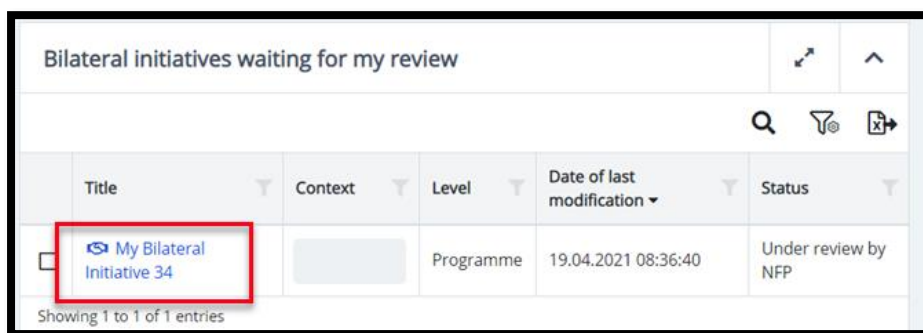 Bilateral initiatives waiting for my review
Title Context Level Date of last modification Status
My Bilateral Initiative 34 Programme 19.04.2021 08:36:40 Under review by NFP
Showing 1 to 1 of 1 entries